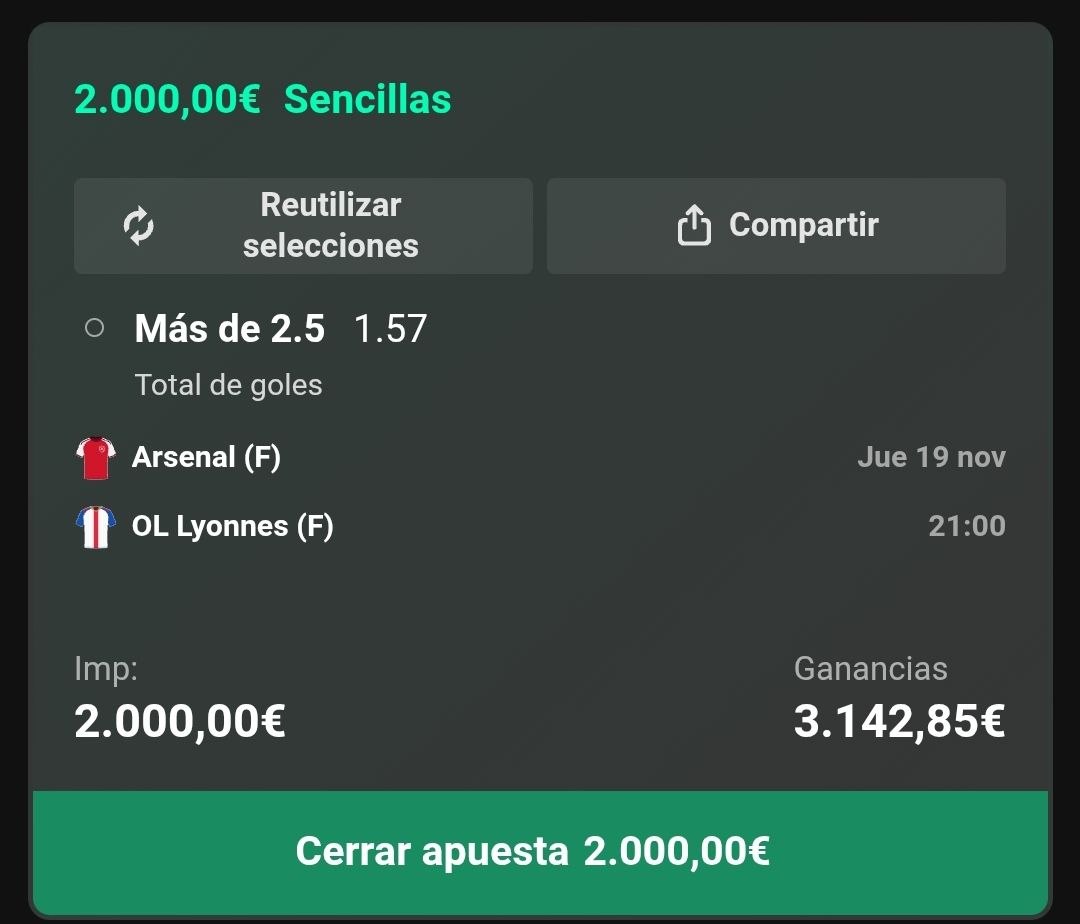 2.000,00€ Sencillas
Reutilizar
selecciones
Compartir
Más de 2.5 1.57
Total de goles
Arsenal (F) Jue 19 nov
OL Lyonnes (F) 21:00
Imp: Ganancias
2.000,00€ 3.142,85€
Cerrar apuesta 2.000,00€